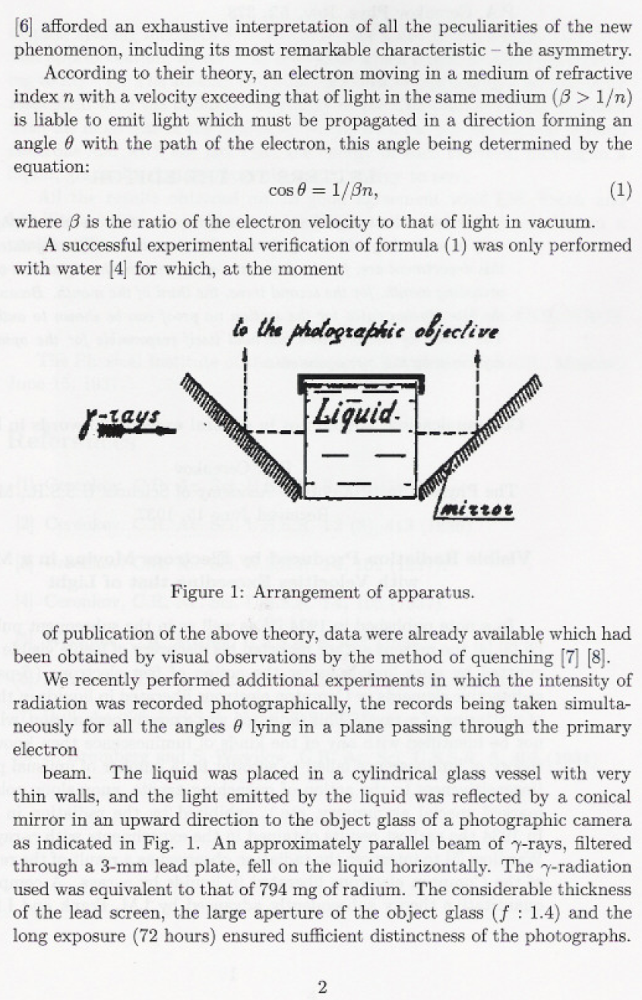 [6] afforded an exhaustive interpretation of all the peculiarities of the new
phenomenon, including its most remarkable characteristic – the asymmetry.
According to their theory, an electron moving in a medium of refractive
index n with a velocity exceeding that of light in the same medium (β > 1/n)
is liable to emit light which must be propagated in a direction forming an
angle θ with the path of the electron, this angle being determined by the
equation:
cos θ = 1/βn, (1)
where β is the ratio of the electron velocity to that of light in vacuum.
A successful experimental verification of formula (1) was only performed
with water [4] for which, at the moment
to the photographic objective
γ-rays
Liquid
mirror
Figure 1: Arrangement of apparatus.
of publication of the above theory, data were already available which had
been obtained by visual observations by the method of quenching [7] [8].
We recently performed additional experiments in which the intensity of
radiation was recorded photographically, the records being taken simulta-
neously for all the angles θ lying in a plane passing through the primary
electron
beam. The liquid was placed in a cylindrical glass vessel with very
thin walls, and the light emitted by the liquid was reflected by a conical
mirror in an upward direction to the object glass of a photographic camera
as indicated in Fig. 1. An approximately parallel beam of γ-rays, filtered
through a 3-mm lead plate, fell on the liquid horizontally. The γ-radiation
used was equivalent to that of 794 mg of radium. The considerable thickness
of the lead screen, the large aperture of the object glass (f : 1.4) and the
long exposure (72 hours) ensured sufficient distinctness of the photographs.
2